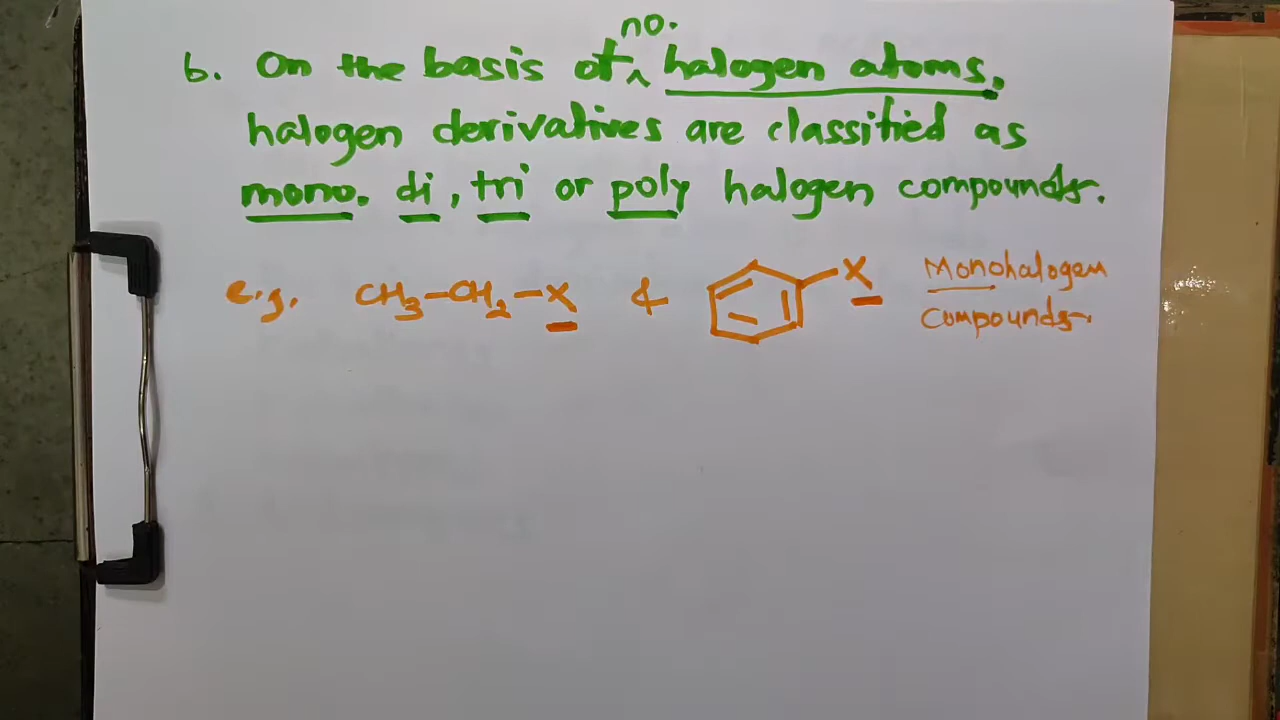 b. On the basis of no. halogen atoms,
halogen derivatives are classified as
mono, di, tri or poly halogen compounds.
e.g. CH₃–CH₂–X & X Monohalogen
compounds.